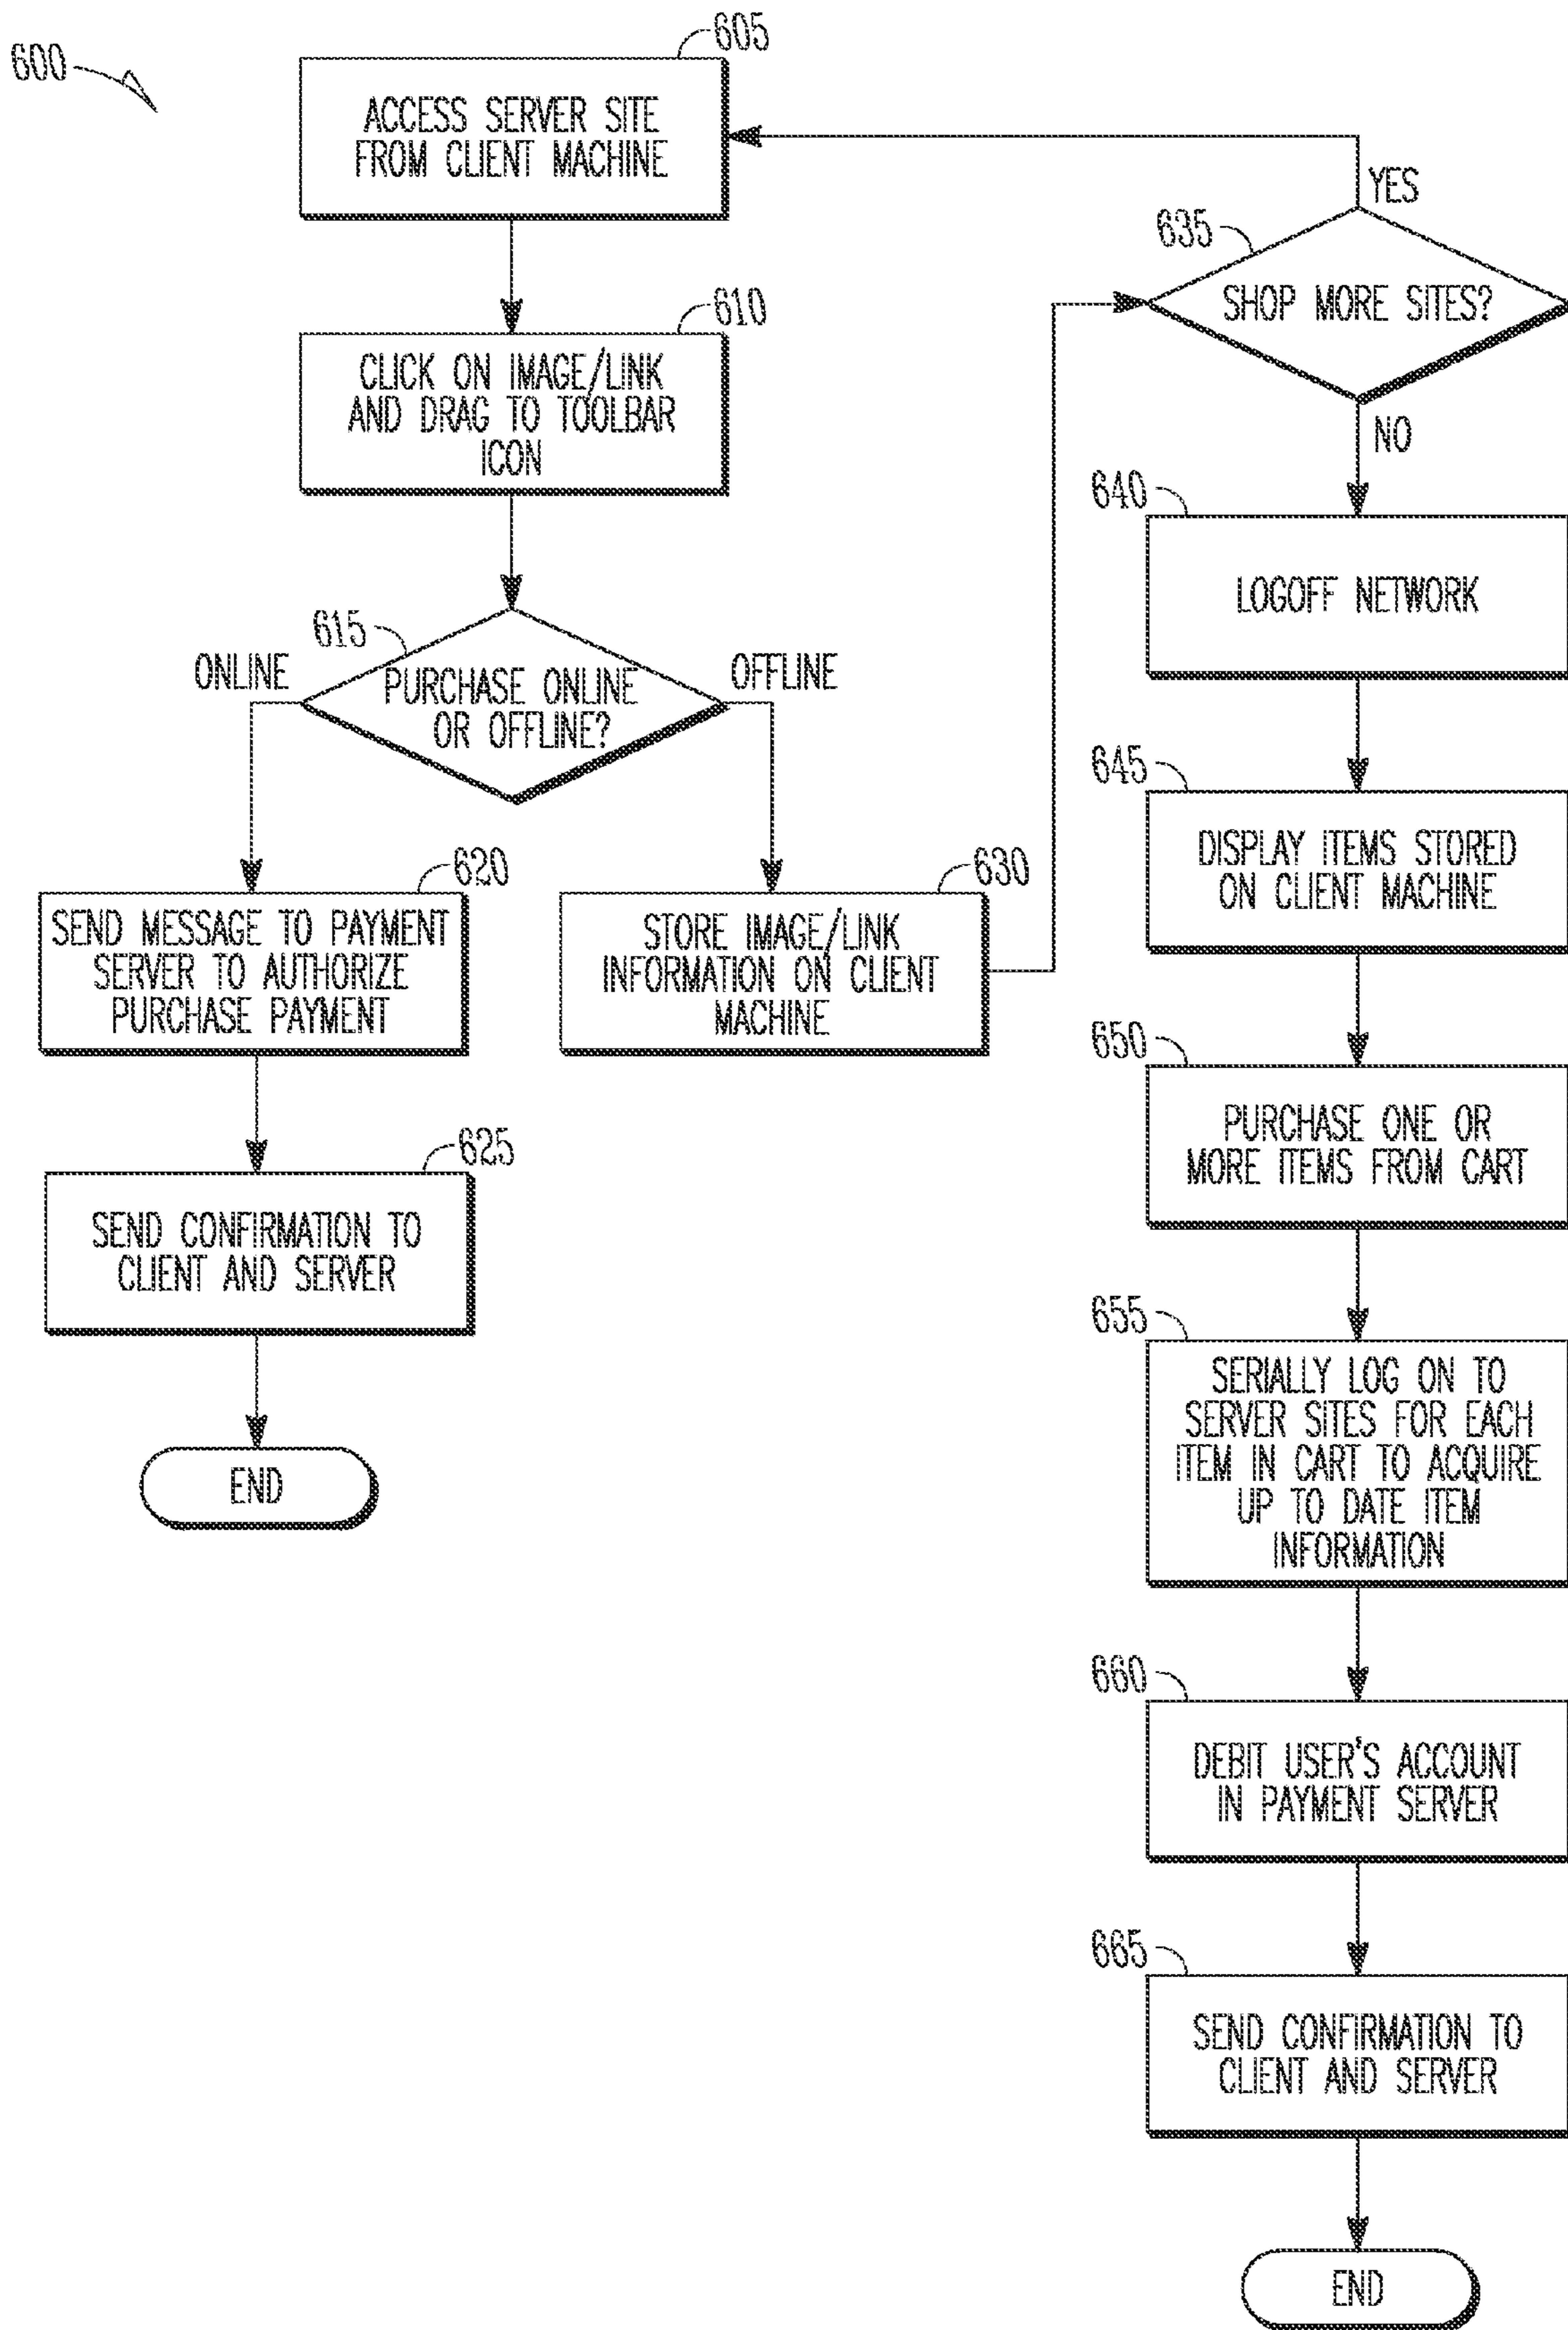 600
605
ACCESS SERVER SITE
FROM CLIENT MACHINE
610
CLICK ON IMAGE/LINK
AND DRAG TO TOOLBAR
ICON
615
PURCHASE ONLINE
OR OFFLINE?
ONLINE
OFFLINE
620
SEND MESSAGE TO PAYMENT
SERVER TO AUTHORIZE
PURCHASE PAYMENT
625
SEND CONFIRMATION TO
CLIENT AND SERVER
END
630
STORE IMAGE/LINK
INFORMATION ON CLIENT
MACHINE
635
SHOP MORE SITES?
YES
NO
640
LOGOFF NETWORK
645
DISPLAY ITEMS STORED
ON CLIENT MACHINE
650
PURCHASE ONE OR
MORE ITEMS FROM CART
655
SERIALLY LOG ON TO
SERVER SITES FOR EACH
ITEM IN CART TO ACQUIRE
UP TO DATE ITEM
INFORMATION
660
DEBIT USER'S ACCOUNT
IN PAYMENT SERVER
665
SEND CONFIRMATION TO
CLIENT AND SERVER
END